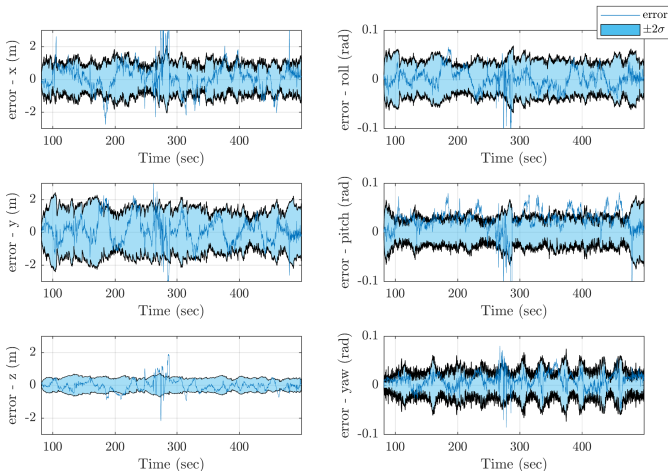 error
±2σ
error - x (m)
2
0
-2
100 200 300 400
Time (sec)
error - roll (rad)
0.1
0
-0.1
100 200 300 400
Time (sec)
error - y (m)
2
0
-2
100 200 300 400
Time (sec)
error - pitch (rad)
0.1
0
-0.1
100 200 300 400
Time (sec)
error - z (m)
2
0
-2
100 200 300 400
Time (sec)
error - yaw (rad)
0.1
0
-0.1
100 200 300 400
Time (sec)